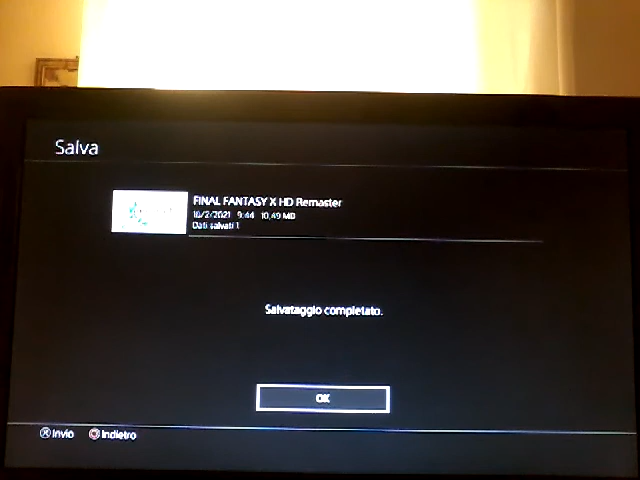 Salva
FINAL FANTASY X HD Remaster
10/2/2021 9:44 10,49 MB
Dati salvati 1
Salvataggio completato.
OK
Invio Indietro